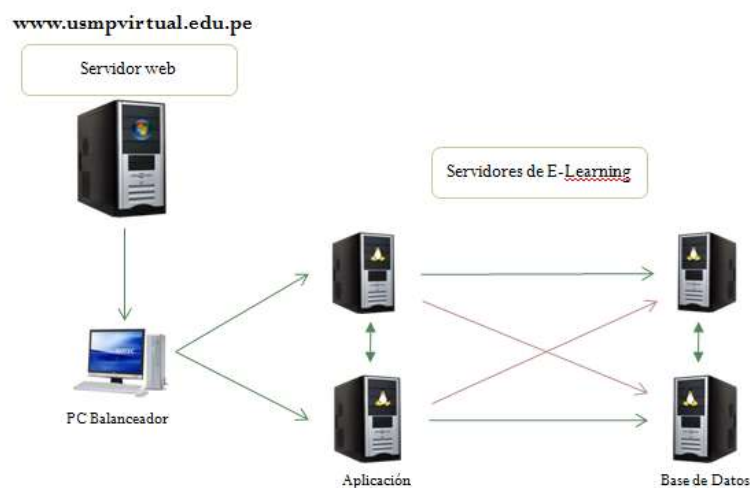 www.usmpvirtual.edu.pe
Servidor web
Servidores de E-Learning
PC Balanceador
Aplicación
Base de Datos